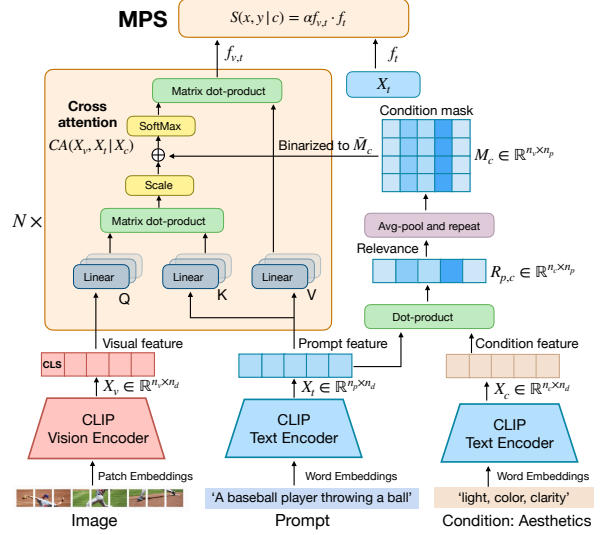 MPS
S(x, y | c) = αf_{v,t} · f_t
f_{v,t}
f_t
Matrix dot-product
X_t
Cross
attention
SoftMax
Condition mask
CA(X_v, X_t | X_c)
Binarized to M̄_c
M_c ∈ ℝ^{n_v×n_p}
Scale
N ×
Matrix dot-product
Avg-pool and repeat
Relevance
Linear
Linear
Linear
Q
K
V
R_{p,c} ∈ ℝ^{n_c×n_p}
Dot-product
Visual feature
Prompt feature
Condition feature
CLS
X_v ∈ ℝ^{n_v×n_d}
X_t ∈ ℝ^{n_p×n_d}
X_c ∈ ℝ^{n_c×n_d}
CLIP
Vision Encoder
CLIP
Text Encoder
CLIP
Text Encoder
Patch Embeddings
Word Embeddings
Word Embeddings
'A baseball player throwing a ball'
'light, color, clarity'
Image
Prompt
Condition: Aesthetics